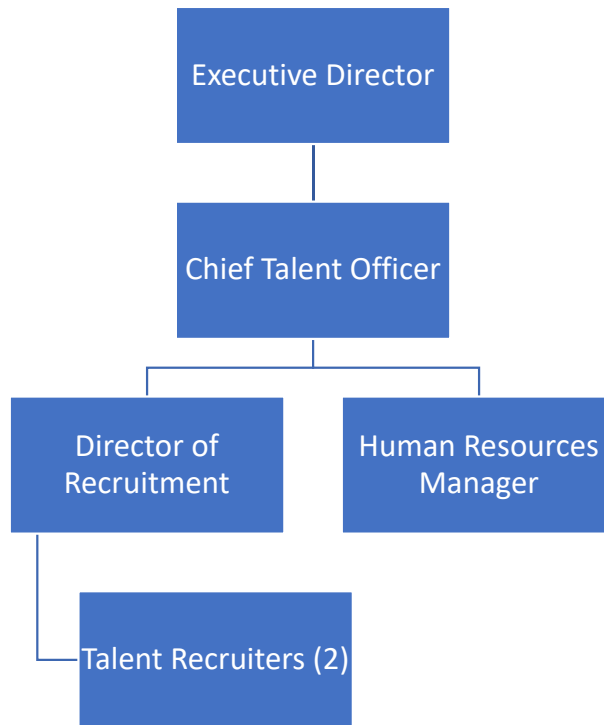 Executive Director
Chief Talent Officer
Director of
Recruitment
Human Resources
Manager
Talent Recruiters (2)